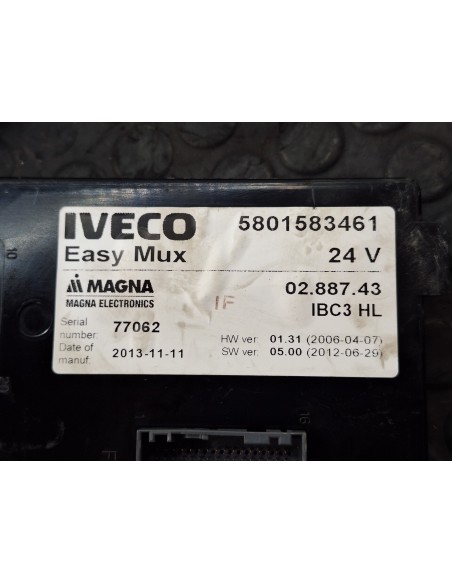 IVECO 5801583461
Easy Mux 24 V
MAGNA 02.887.43
MAGNA ELECTRONICS IBC3 HL
IF
Serial number: 77062 HW ver 01.31 (2006-04-07)
Date of manuf. 2013-11-11 SW ver 05.00 (2012-06-29)
10
20
16
F